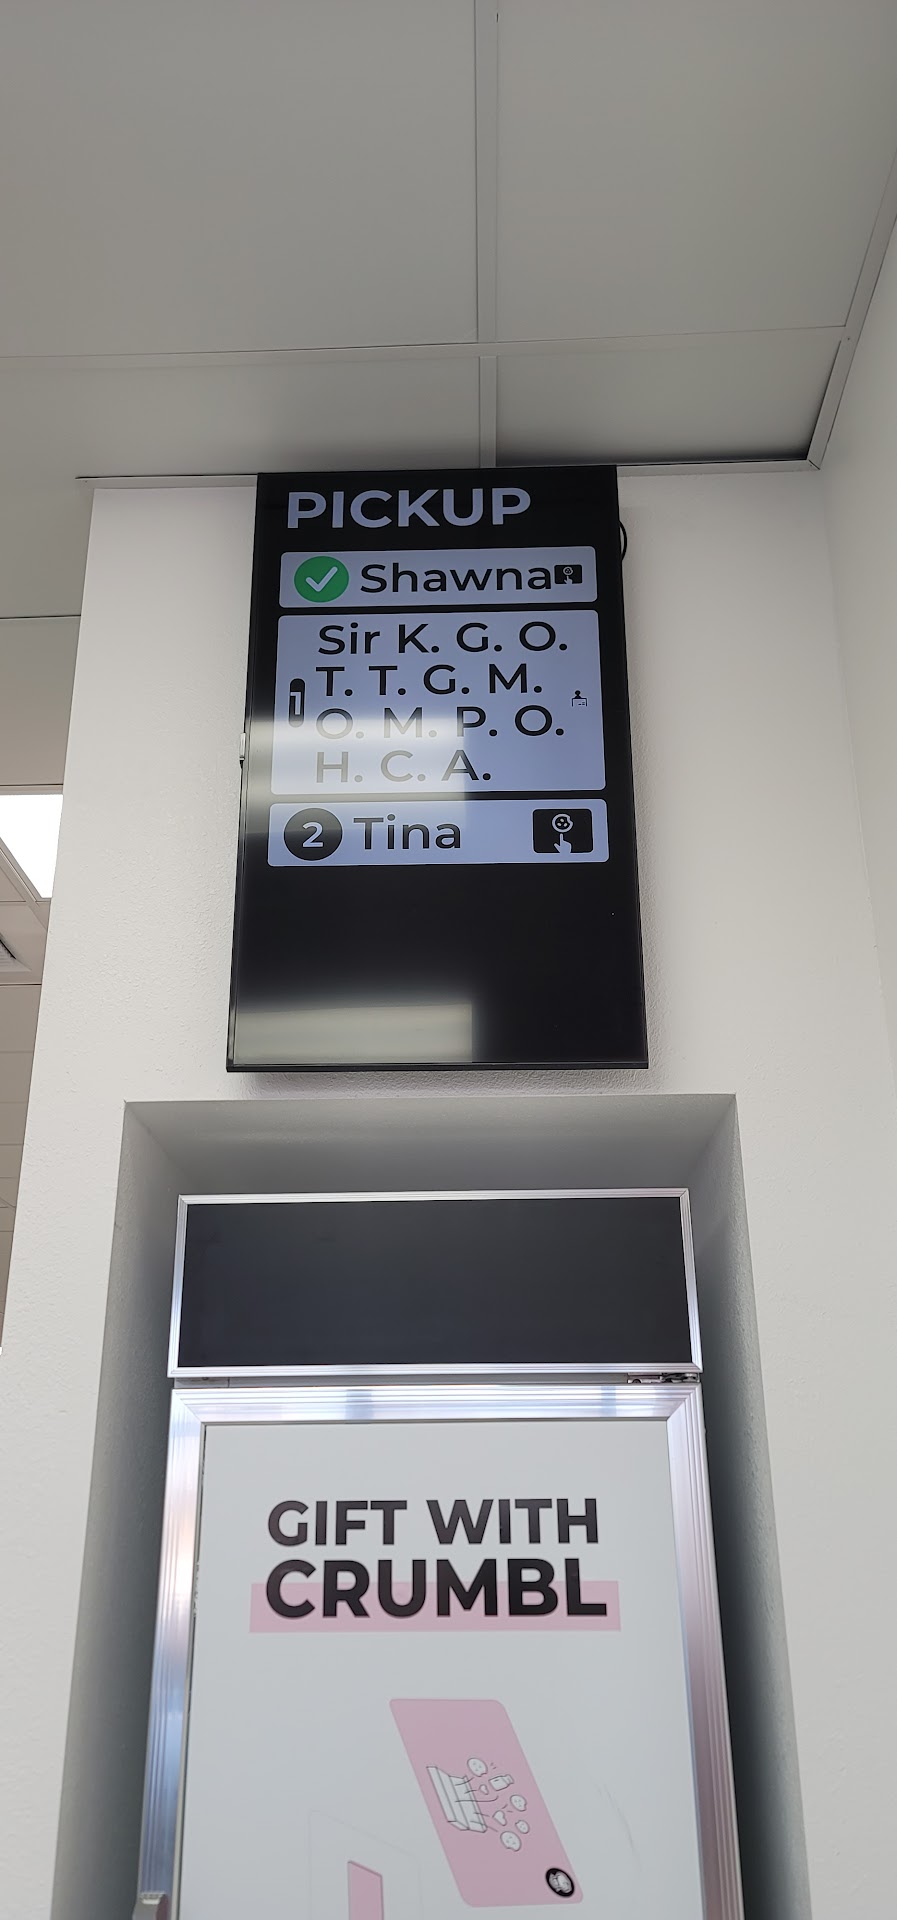 PICKUP
Shawna
Sir K. G. O.
T. T. G. M.
1
O. M. P. O.
H. C. A.
2 Tina
GIFT WITH
CRUMBL